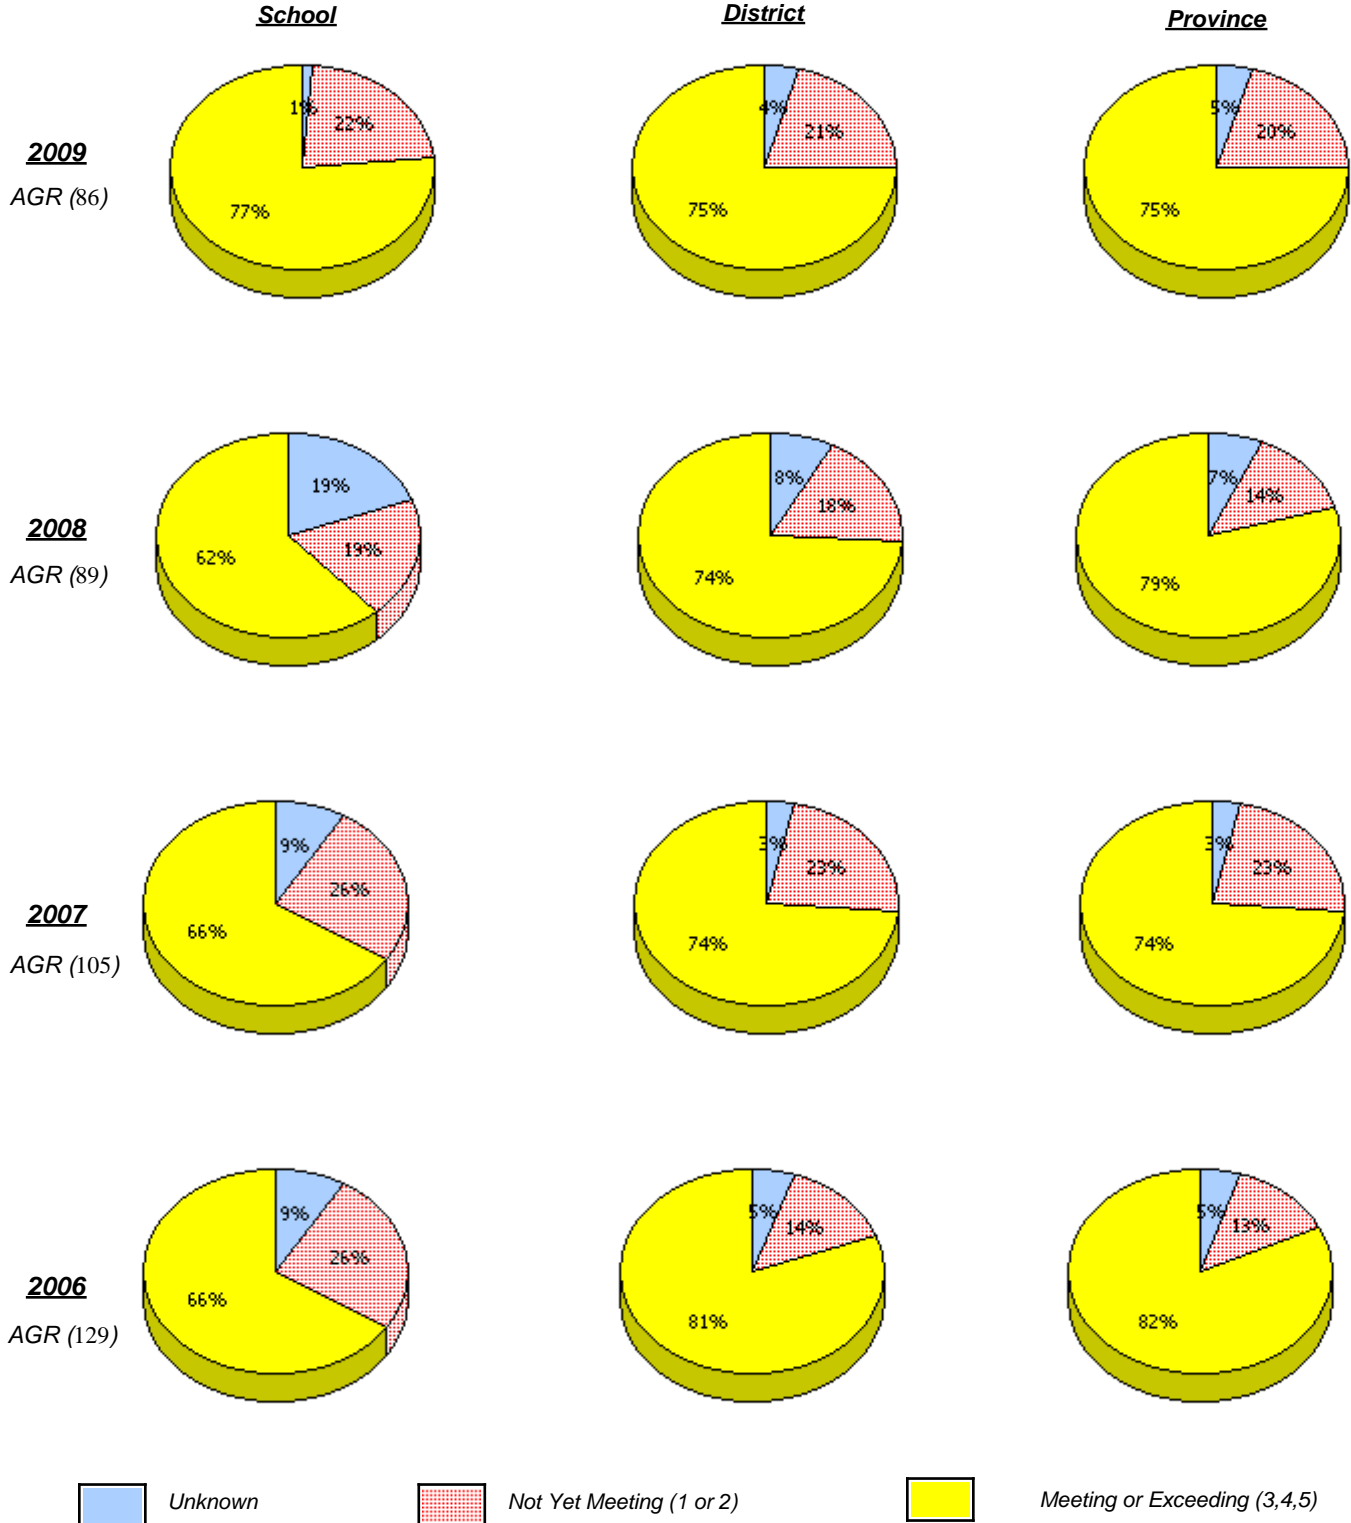 School District Province
1% 22% 77%
4% 21% 75%
5% 20% 75%
2009
AGR (86)
19% 19% 62%
8% 18% 74%
7% 14% 79%
2008
AGR (89)
9% 26% 66%
3% 23% 74%
3% 23% 74%
2007
AGR (105)
9% 26% 66%
5% 14% 81%
5% 13% 82%
2006
AGR (129)
Unknown Not Yet Meeting (1 or 2) Meeting or Exceeding (3,4,5)